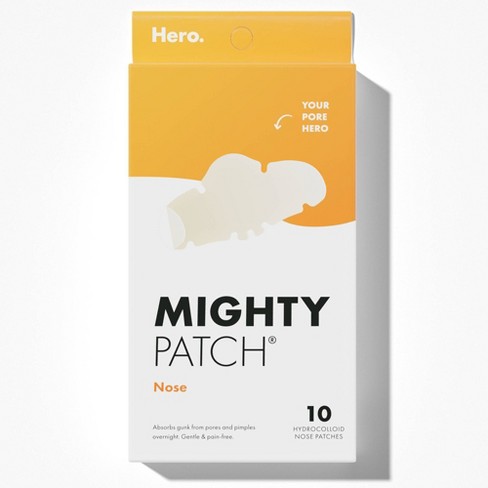 Hero.
YOUR
PORE
HERO
MIGHTY
PATCH®
Nose
Absorbs gunk from pores and pimples
overnight. Gentle & pain-free.
10
HYDROCOLLOID
NOSE PATCHES